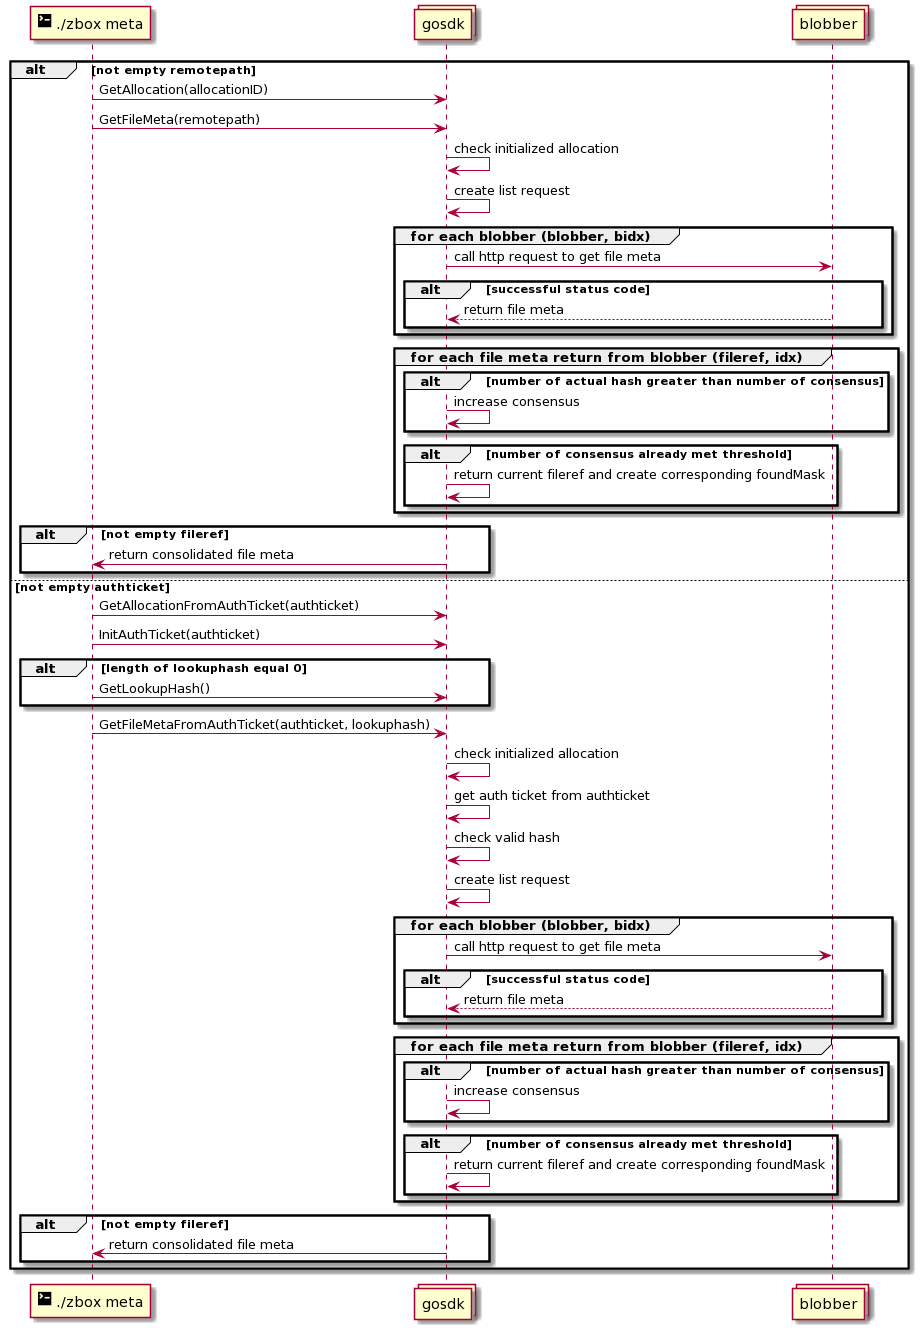 ./zbox meta
gosdk
blobber
alt [not empty remotepath]
GetAllocation(allocationID)
GetFileMeta(remotepath)
check initialized allocation
create list request
for each blobber (blobber, bidx)
call http request to get file meta
alt [successful status code]
return file meta
for each file meta return from blobber (fileref, idx)
alt [number of actual hash greater than number of consensus]
increase consensus
alt [number of consensus already met threshold]
return current fileref and create corresponding foundMask
alt [not empty fileref]
return consolidated file meta
[not empty authticket]
GetAllocationFromAuthTicket(authticket)
InitAuthTicket(authticket)
alt [length of lookuphash equal 0]
GetLookupHash()
GetFileMetaFromAuthTicket(authticket, lookuphash)
check initialized allocation
get auth ticket from authticket
check valid hash
create list request
for each blobber (blobber, bidx)
call http request to get file meta
alt [successful status code]
return file meta
for each file meta return from blobber (fileref, idx)
alt [number of actual hash greater than number of consensus]
increase consensus
alt [number of consensus already met threshold]
return current fileref and create corresponding foundMask
alt [not empty fileref]
return consolidated file meta
./zbox meta
gosdk
blobber